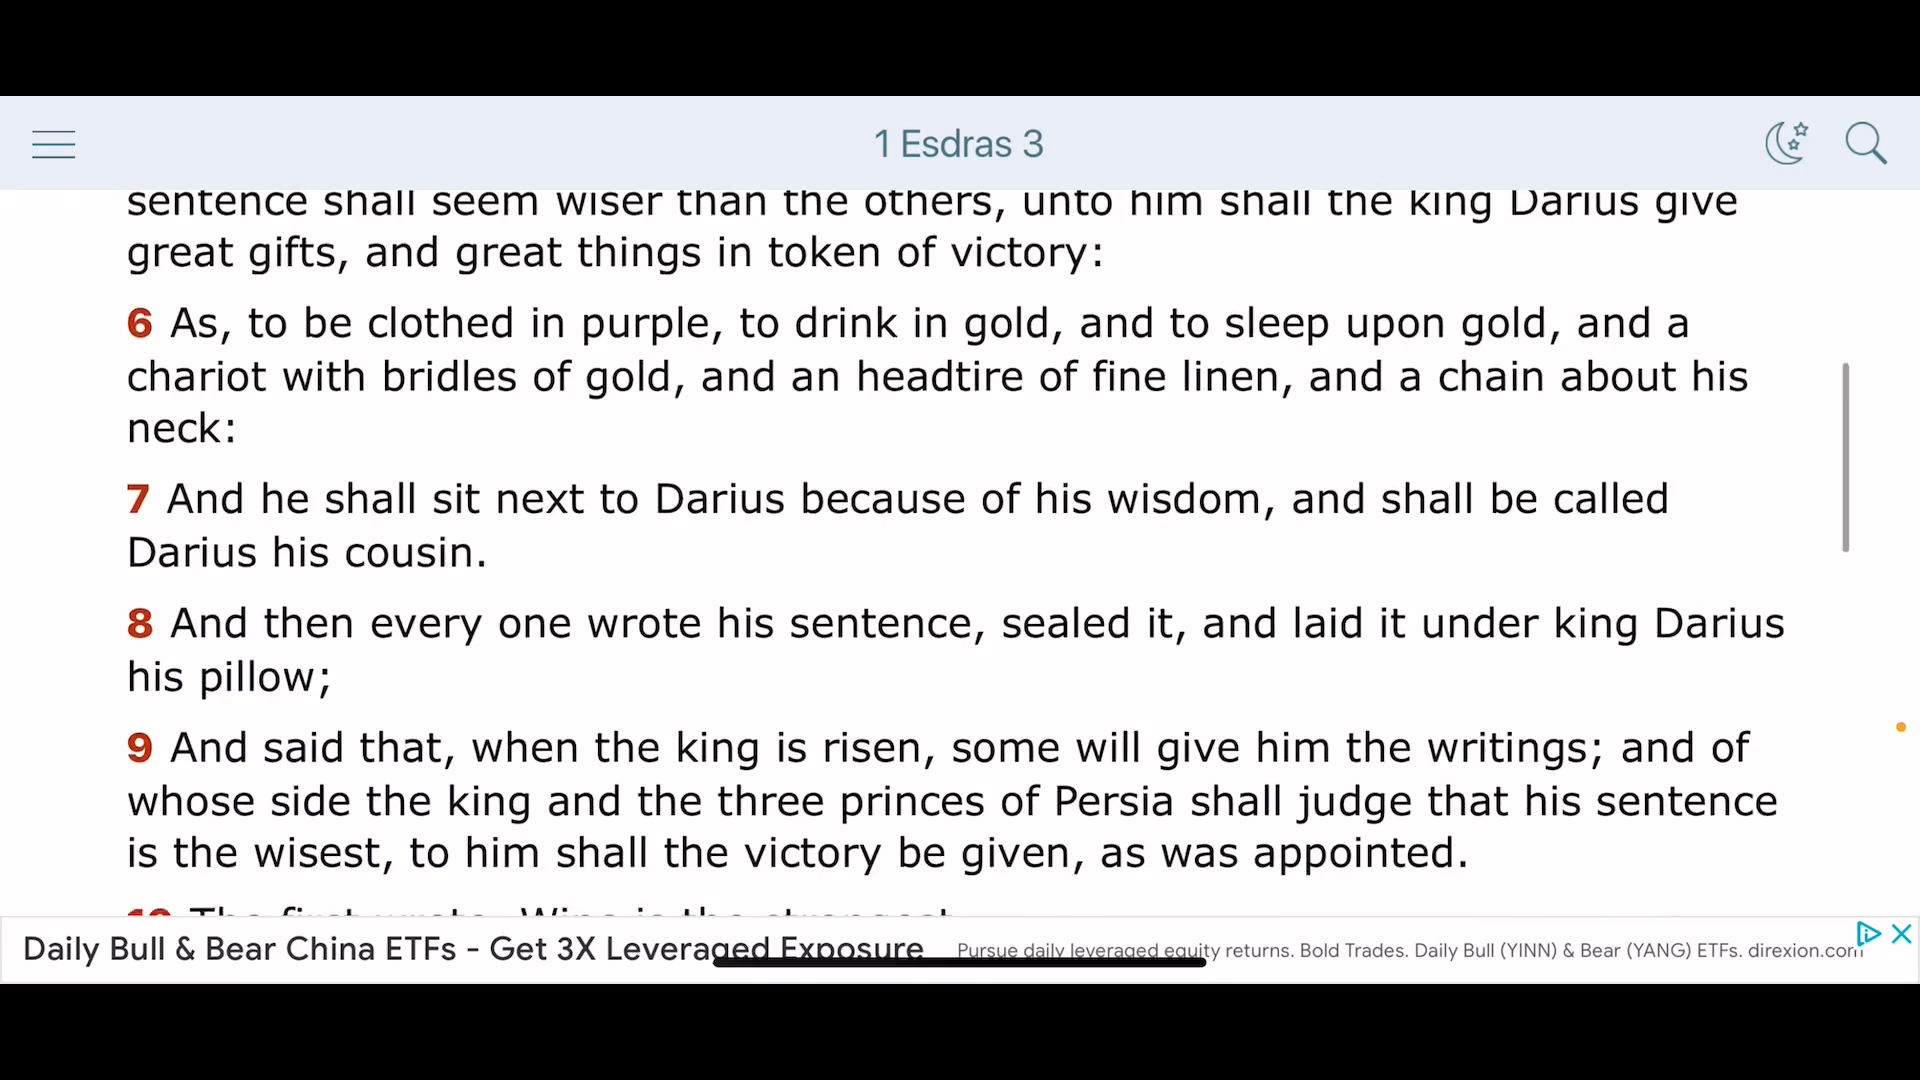 1 Esdras 3
sentence shall seem wiser than the others, unto him shall the king Darius give
great gifts, and great things in token of victory:
6 As, to be clothed in purple, to drink in gold, and to sleep upon gold, and a
chariot with bridles of gold, and an headtire of fine linen, and a chain about his
neck:
7 And he shall sit next to Darius because of his wisdom, and shall be called
Darius his cousin.
8 And then every one wrote his sentence, sealed it, and laid it under king Darius
his pillow;
9 And said that, when the king is risen, some will give him the writings; and of
whose side the king and the three princes of Persia shall judge that his sentence
is the wisest, to him shall the victory be given, as was appointed.
10 The first wrote, Wine is the strongest.
Daily Bull & Bear China ETFs - Get 3X Leveraged Exposure
Pursue daily leveraged equity returns. Bold Trades. Daily Bull (YINN) & Bear (YANG) ETFs. direxion.com